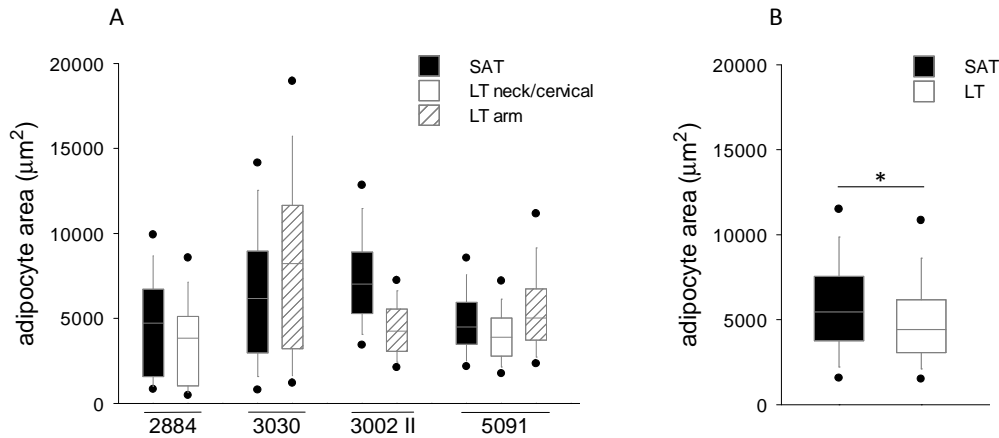 A
20000
15000
10000
5000
0
adipocyte area (μm²)
SAT
LT neck/cervical
LT arm
2884
3030
3002 II
5091
B
20000
15000
10000
5000
0
adipocyte area (μm²)
SAT
LT
*